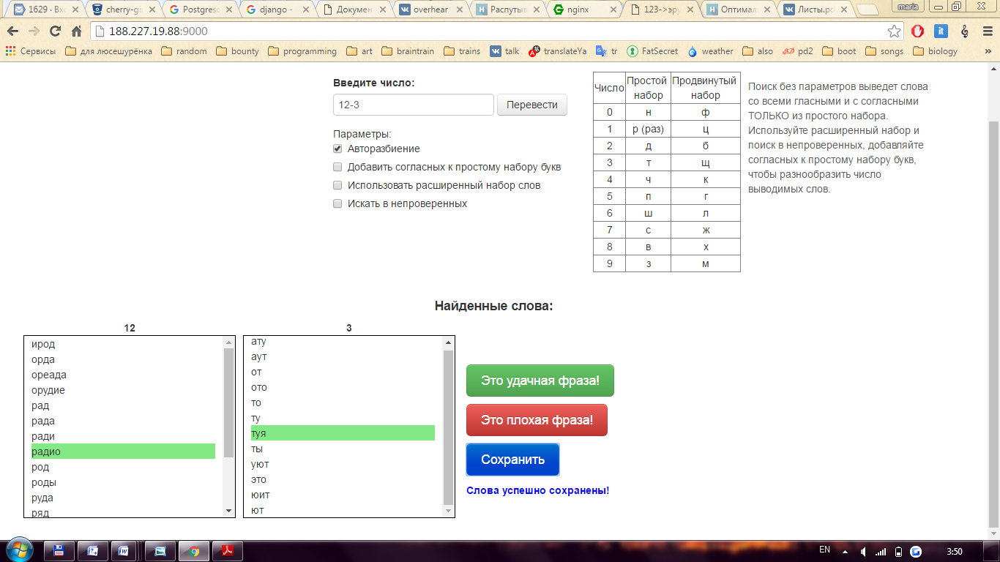 1629 · Вхо
cherry-gi
Postgres
django -
Докумен
overhear
Распутыв
nginx
123->эру
Оптимал
Листы.po
maria
188.227.19.88:9000
Сервисы
для люсешурёнка
random
bounty
programming
art
braintrain
trains
talk
translateYa
tr
FatSecret
weather
also
pd2
boot
songs
biology
»
Введите число:
12-3
Перевести
Параметры:
Авторазбиение
Добавить согласных к простому набору букв
Использовать расширенный набор слов
Искать в непроверенных
Число Простой набор Продвинутый набор
0 н ф
1 р (раз) ц
2 д б
3 т щ
4 ч к
5 п г
6 ш л
7 с ж
8 в х
9 з м
Поиск без параметров выведет слова
со всеми гласными и с согласными
ТОЛЬКО из простого набора.
Используйте расширенный набор и
поиск в непроверенных, добавляйте
согласных к простому набору букв,
чтобы разнообразить число
выводимых слов.
Найденные слова:
12
ирод
орда
ореада
орудие
рад
рада
ради
радио
род
роды
руда
ряд
3
ату
аут
от
ото
то
ту
туя
ты
уют
это
юит
ют
Это удачная фраза!
Это плохая фраза!
Сохранить
Слова успешно сохранены!
EN
3:50